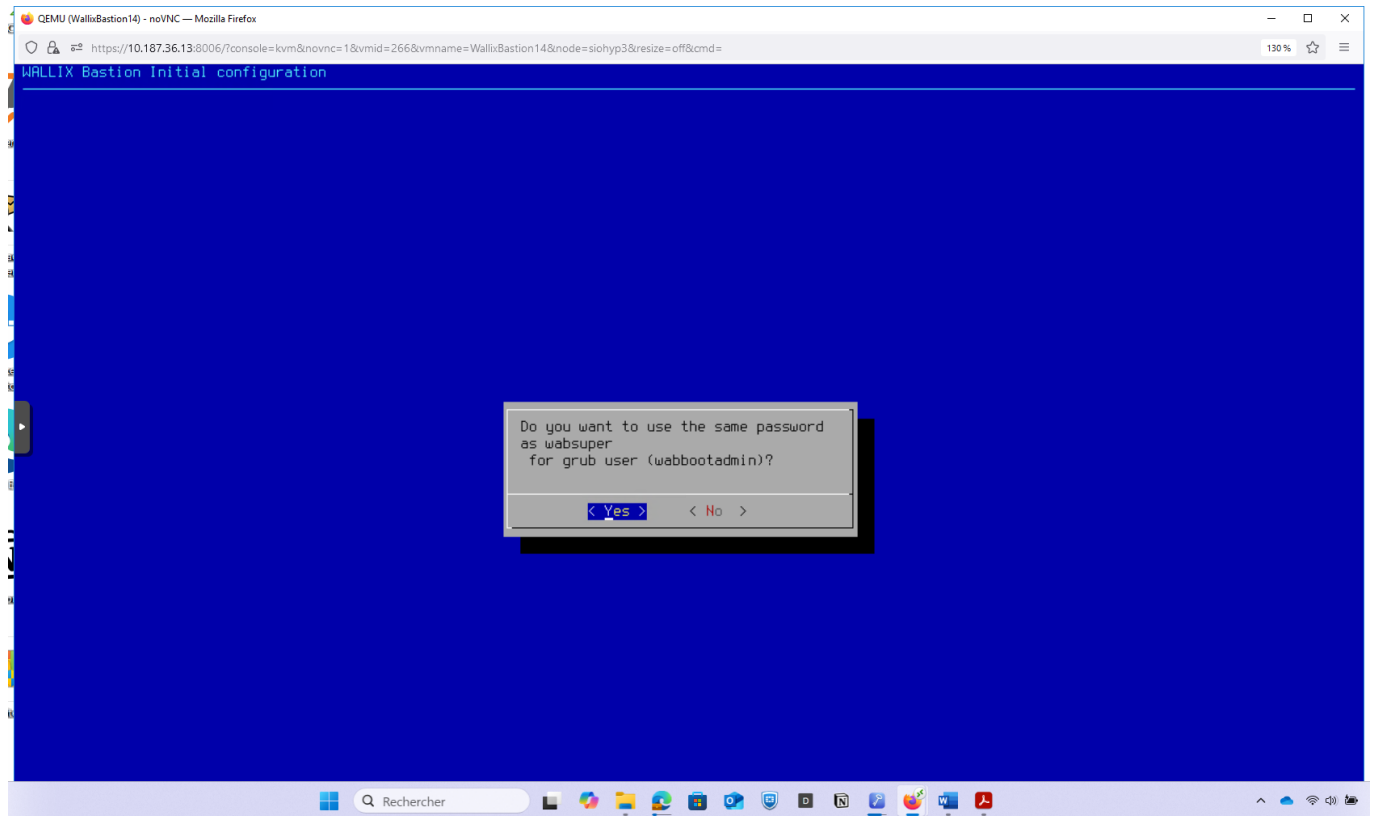 QEMU (WallixBastion14) - noVNC — Mozilla Firefox
https://10.187.36.13:8006/?console=kvm&novnc=1&vmid=266&vmname=WallixBastion14&node=siohyp3&resize=off&cmd=
130 %
WALLIX Bastion Initial configuration
Do you want to use the same password
as wabsuper
for grub user (wabbootadmin)?
< Yes > < No >
Rechercher